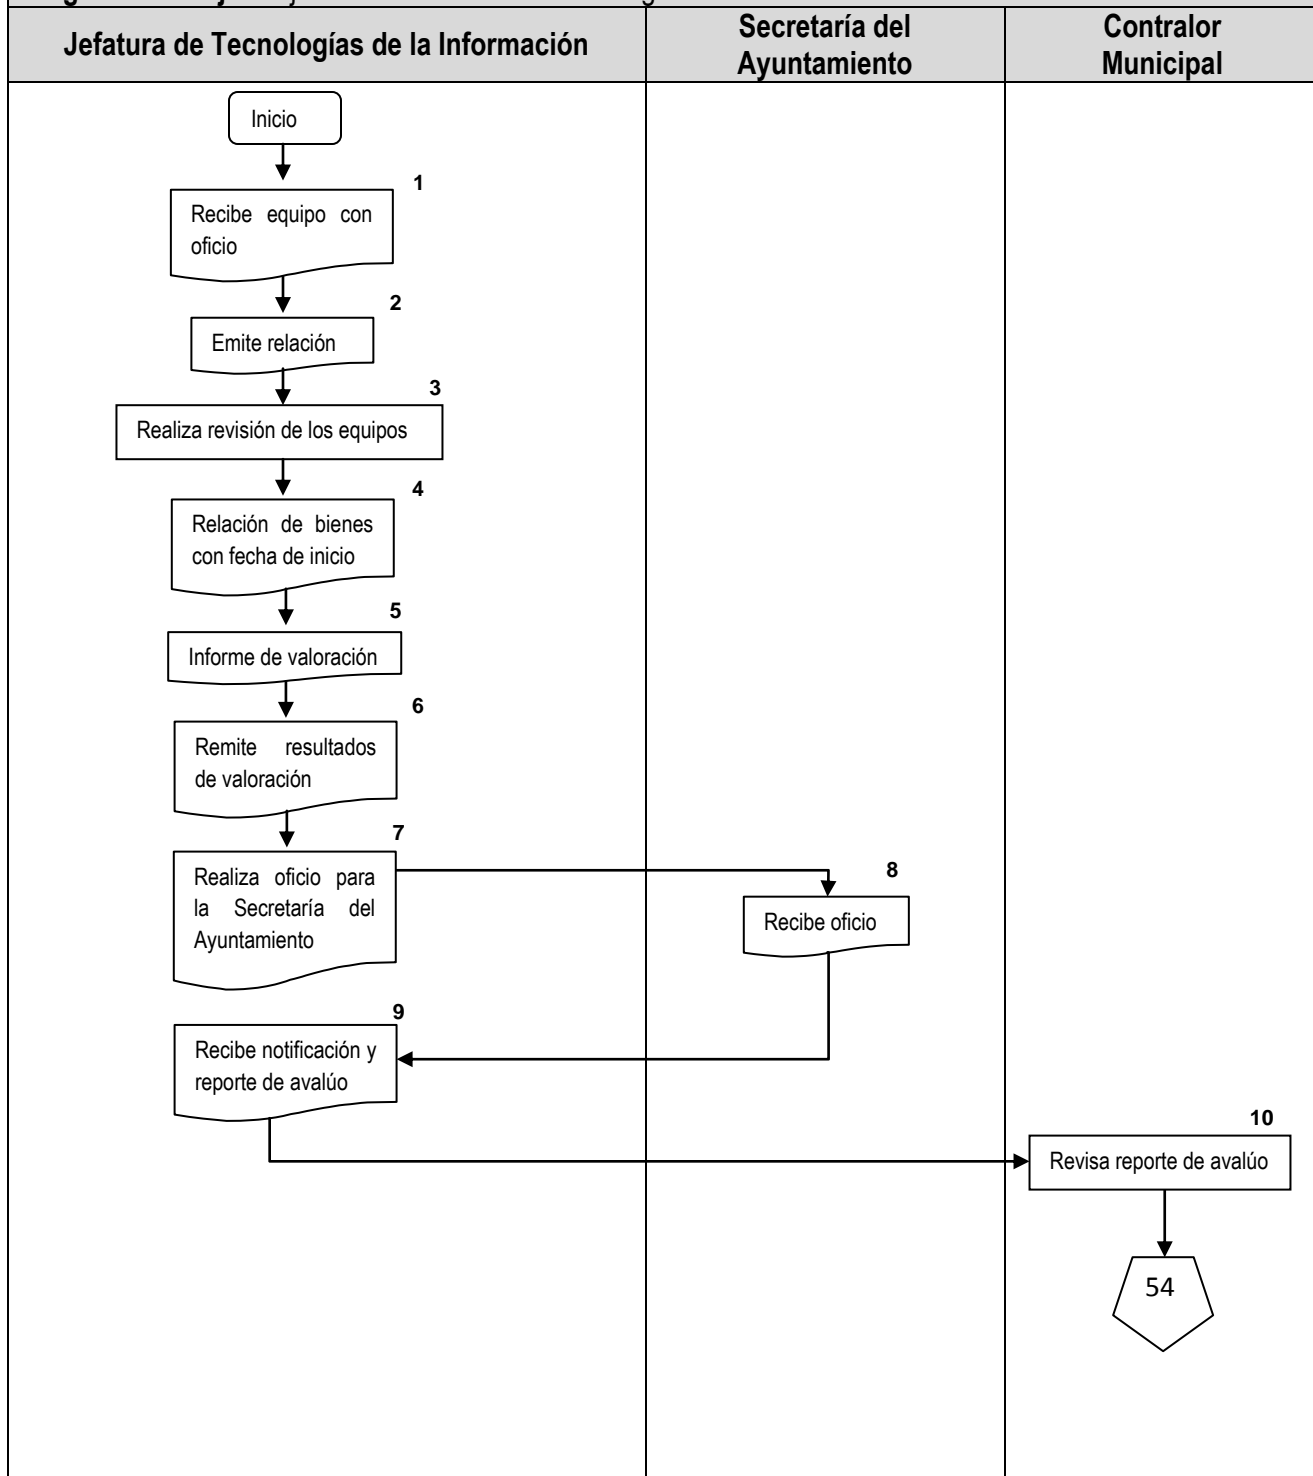 Jefatura de Tecnologías de la Información
Secretaría del
Ayuntamiento
Contralor
Municipal
Inicio
1
Recibe equipo con
oficio
2
Emite relación
3
Realiza revisión de los equipos
4
Relación de bienes
con fecha de inicio
5
Informe de valoración
6
Remite resultados
de valoración
7
Realiza oficio para
la Secretaría del
Ayuntamiento
8
Recibe oficio
9
Recibe notificación y
reporte de avalúo
10
Revisa reporte de avalúo
54